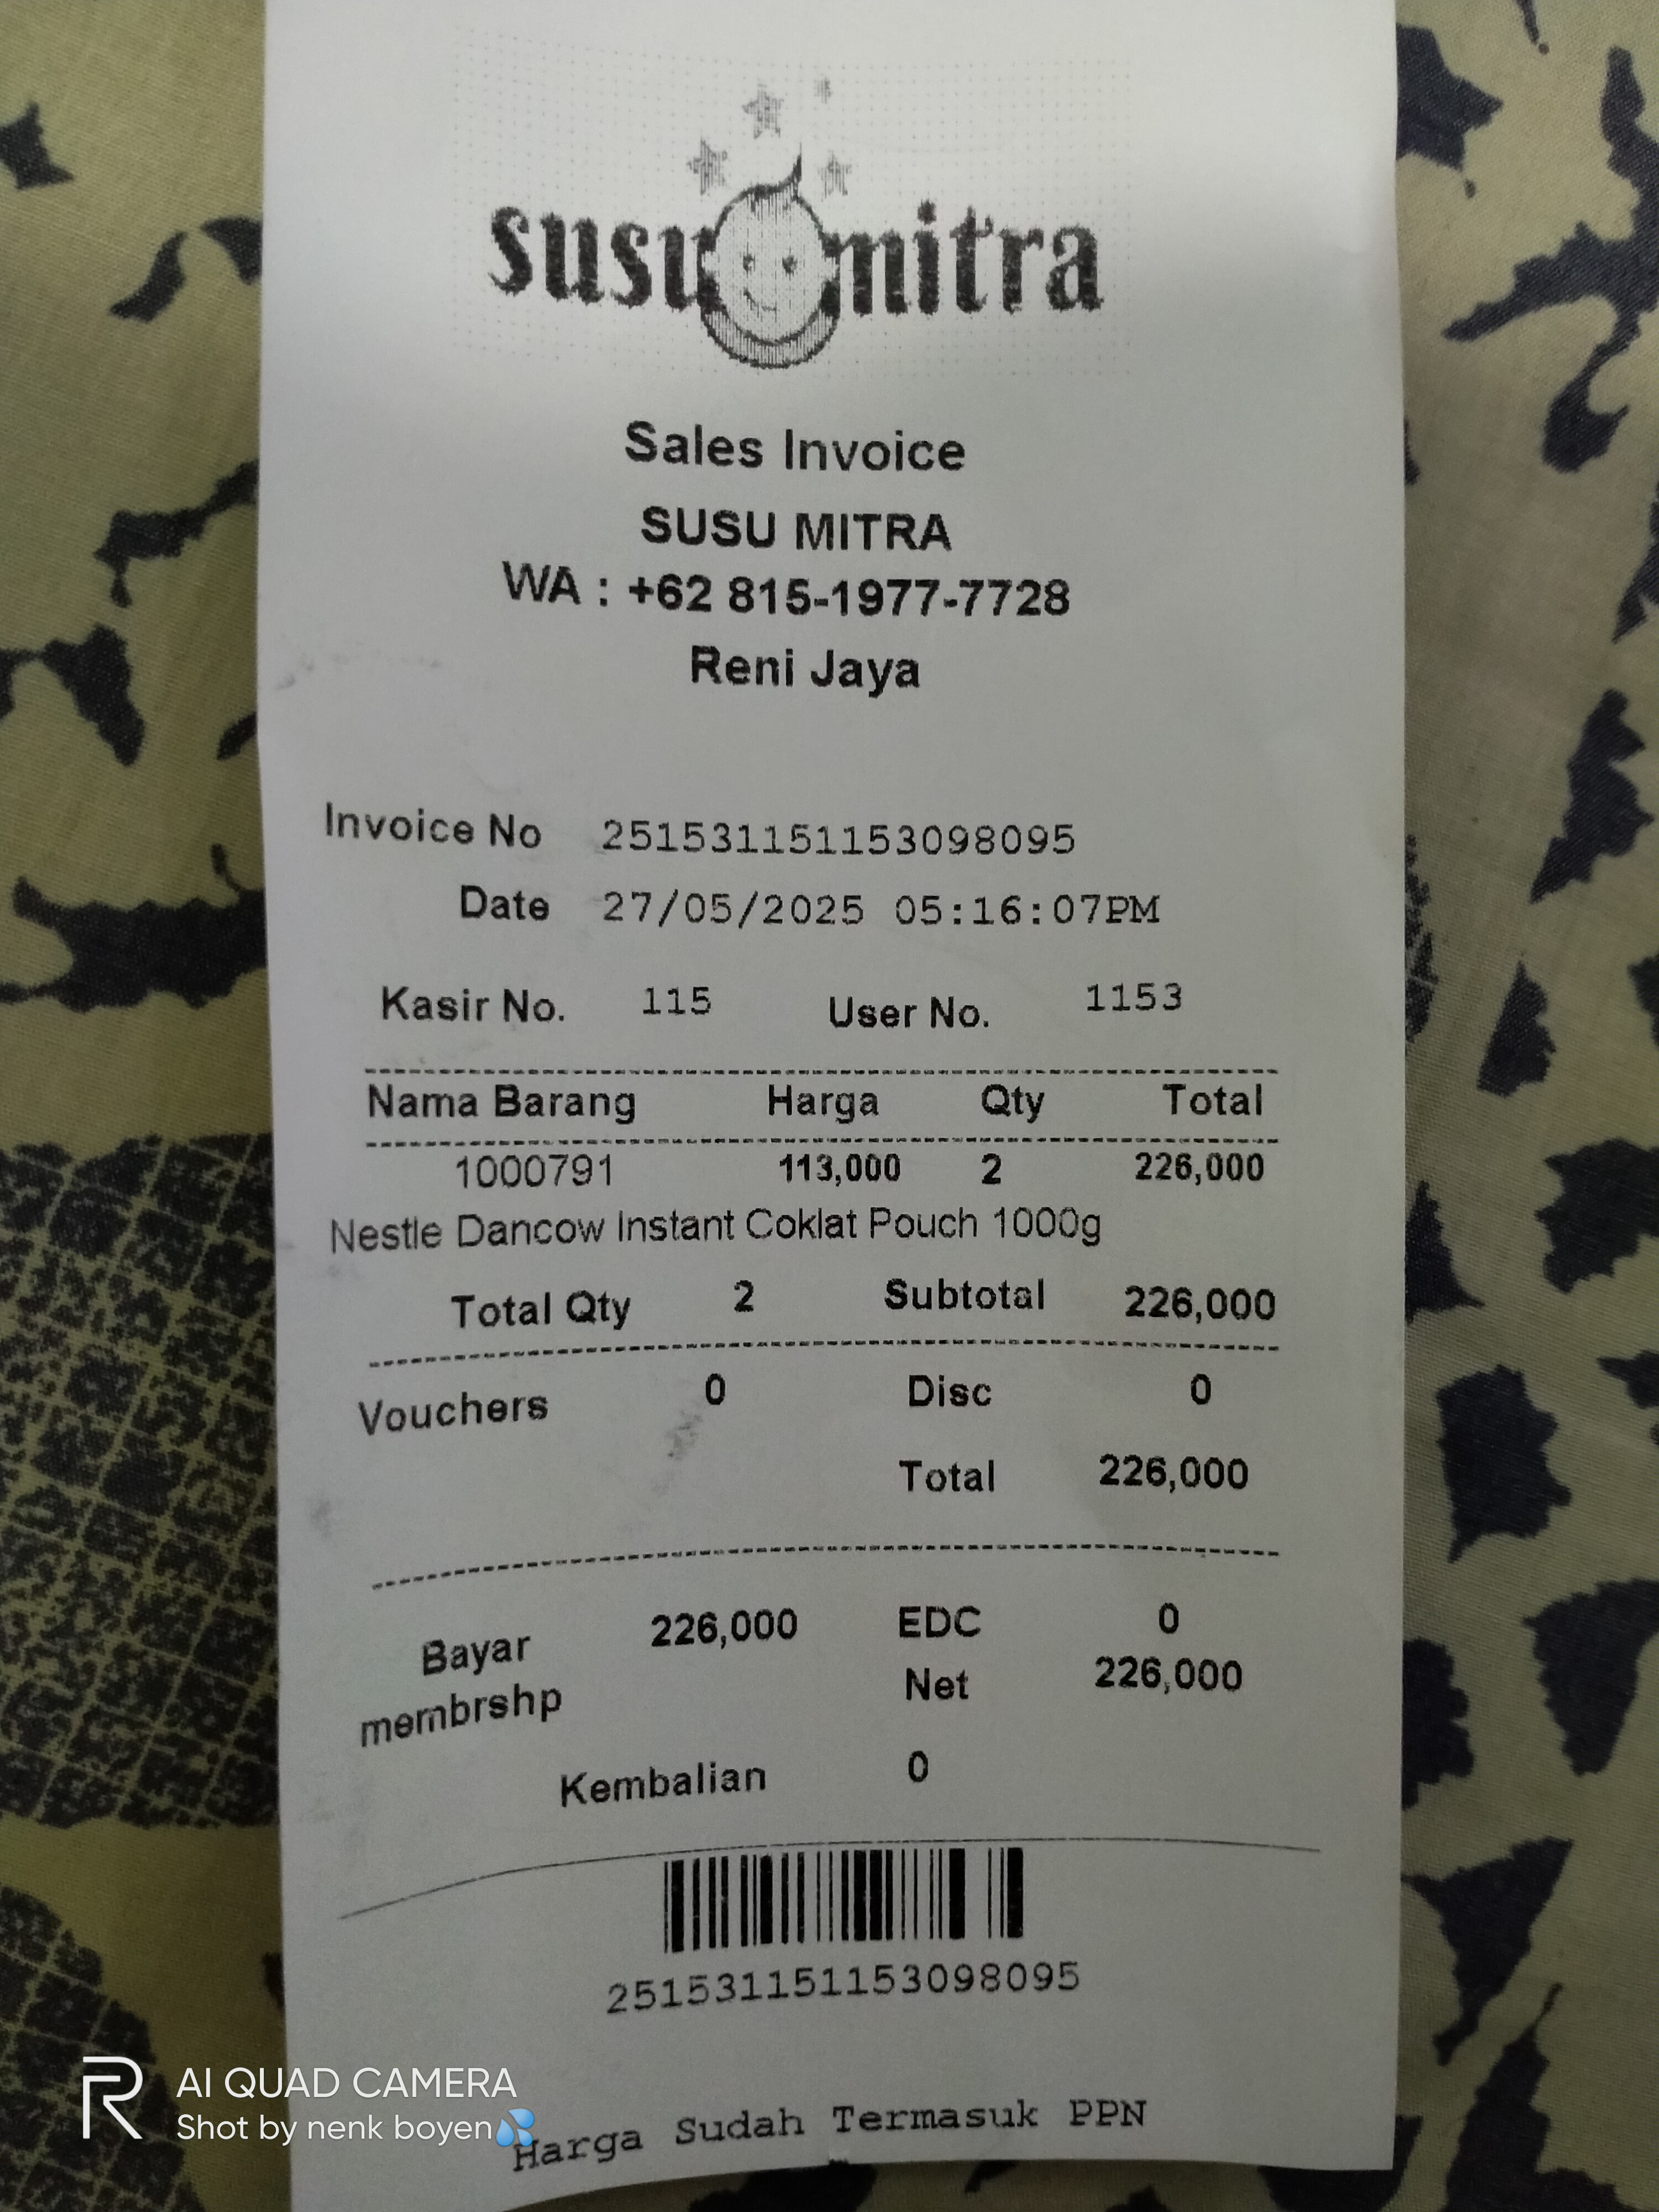 susu mitra
Sales Invoice
SUSU MITRA
WA : +62 815-1977-7728
Reni Jaya
Invoice No 251531151153098095
Date 27/05/2025 05:16:07PM
Kasir No. 115 User No. 1153
Nama Barang Harga Qty Total
1000791 113,000 2 226,000
Nestle Dancow Instant Coklat Pouch 1000g
Total Qty 2 Subtotal 226,000
Vouchers 0 Disc 0
Total 226,000
Bayar 226,000 EDC 0
membrshp Net 226,000
Kembalian 0
251531151153098095
Harga Sudah Termasuk PPN
R AI QUAD CAMERA
Shot by nenk boyen💦